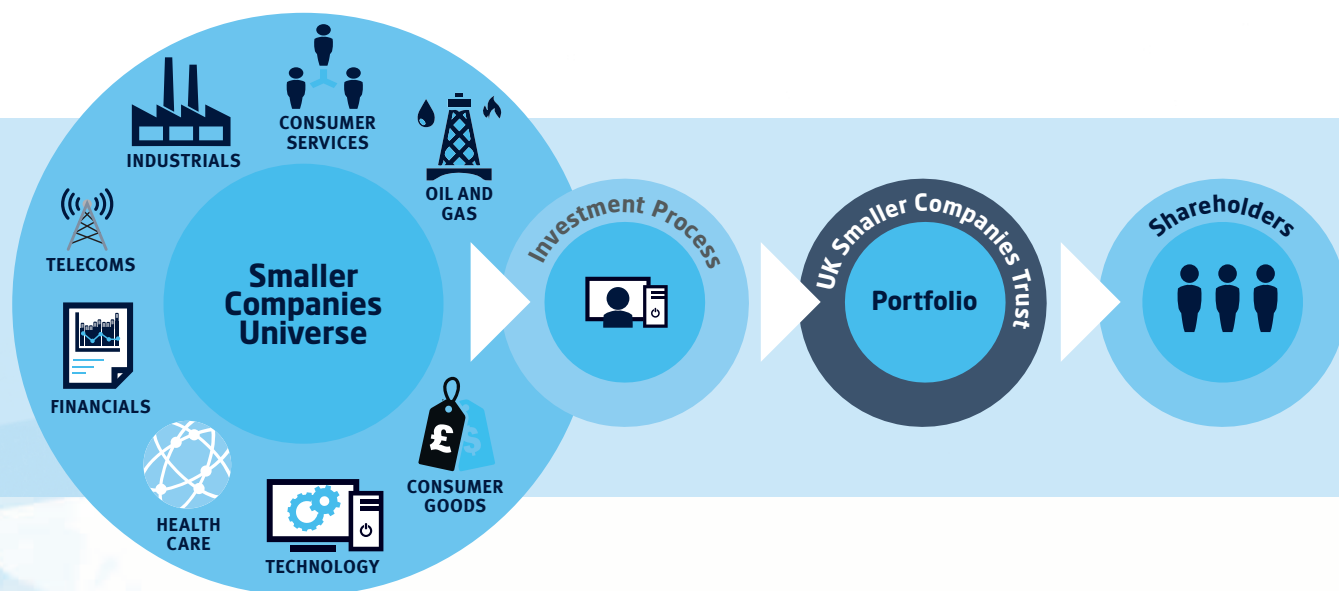 CONSUMER
SERVICES
INDUSTRIALS
OIL AND
GAS
TELECOMS
FINANCIALS
HEALTH
CARE
TECHNOLOGY
£
$
CONSUMER
GOODS
Smaller
Companies
Universe
Investment Process
UK Smaller Companies Trust
Portfolio
Shareholders